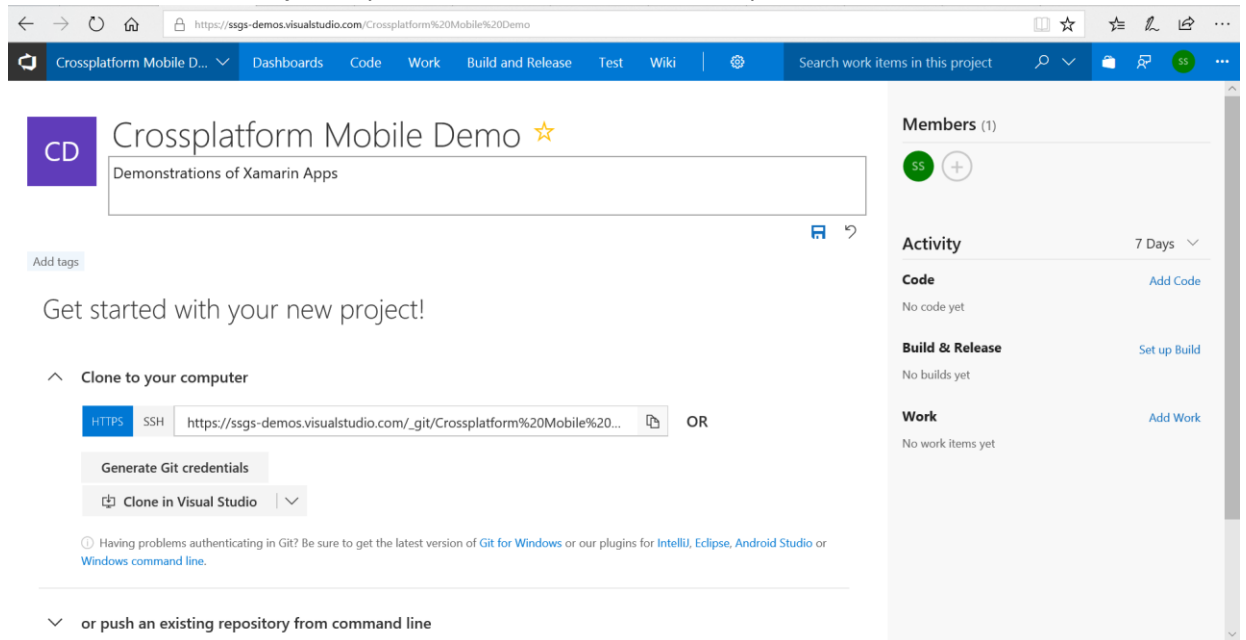 https://ssgs-demos.visualstudio.com/Crossplatform%20Mobile%20Demo
Crossplatform Mobile D... Dashboards Code Work Build and Release Test Wiki Search work items in this project SS
CD
Crossplatform Mobile Demo
Demonstrations of Xamarin Apps
Add tags
Get started with your new project!
Clone to your computer
HTTPS SSH https://ssgs-demos.visualstudio.com/_git/Crossplatform%20Mobile%20... OR
Generate Git credentials
Clone in Visual Studio
Having problems authenticating in Git? Be sure to get the latest version of Git for Windows or our plugins for IntelliJ, Eclipse, Android Studio or
Windows command line.
or push an existing repository from command line
Members (1)
SS
Activity 7 Days
Code Add Code
No code yet
Build & Release Set up Build
No builds yet
Work Add Work
No work items yet